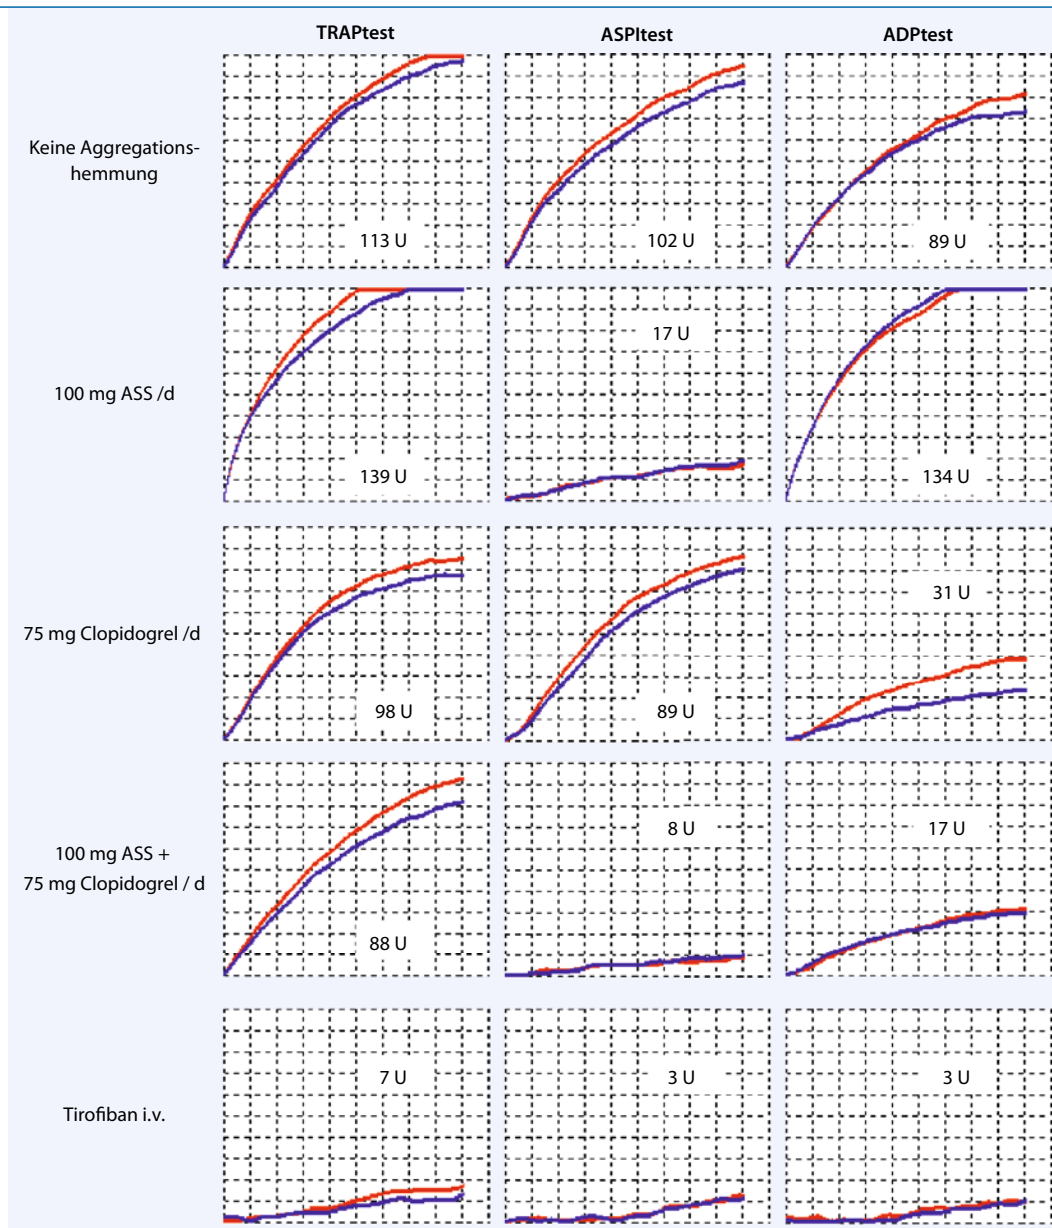 TRAPtest ASPItest ADPtest
Keine Aggregations-
hemmung
113 U 102 U 89 U
100 mg ASS /d
139 U 17 U 134 U
75 mg Clopidogrel /d
98 U 89 U 31 U
100 mg ASS +
75 mg Clopidogrel / d
88 U 8 U 17 U
Tirofiban i.v.
7 U 3 U 3 U